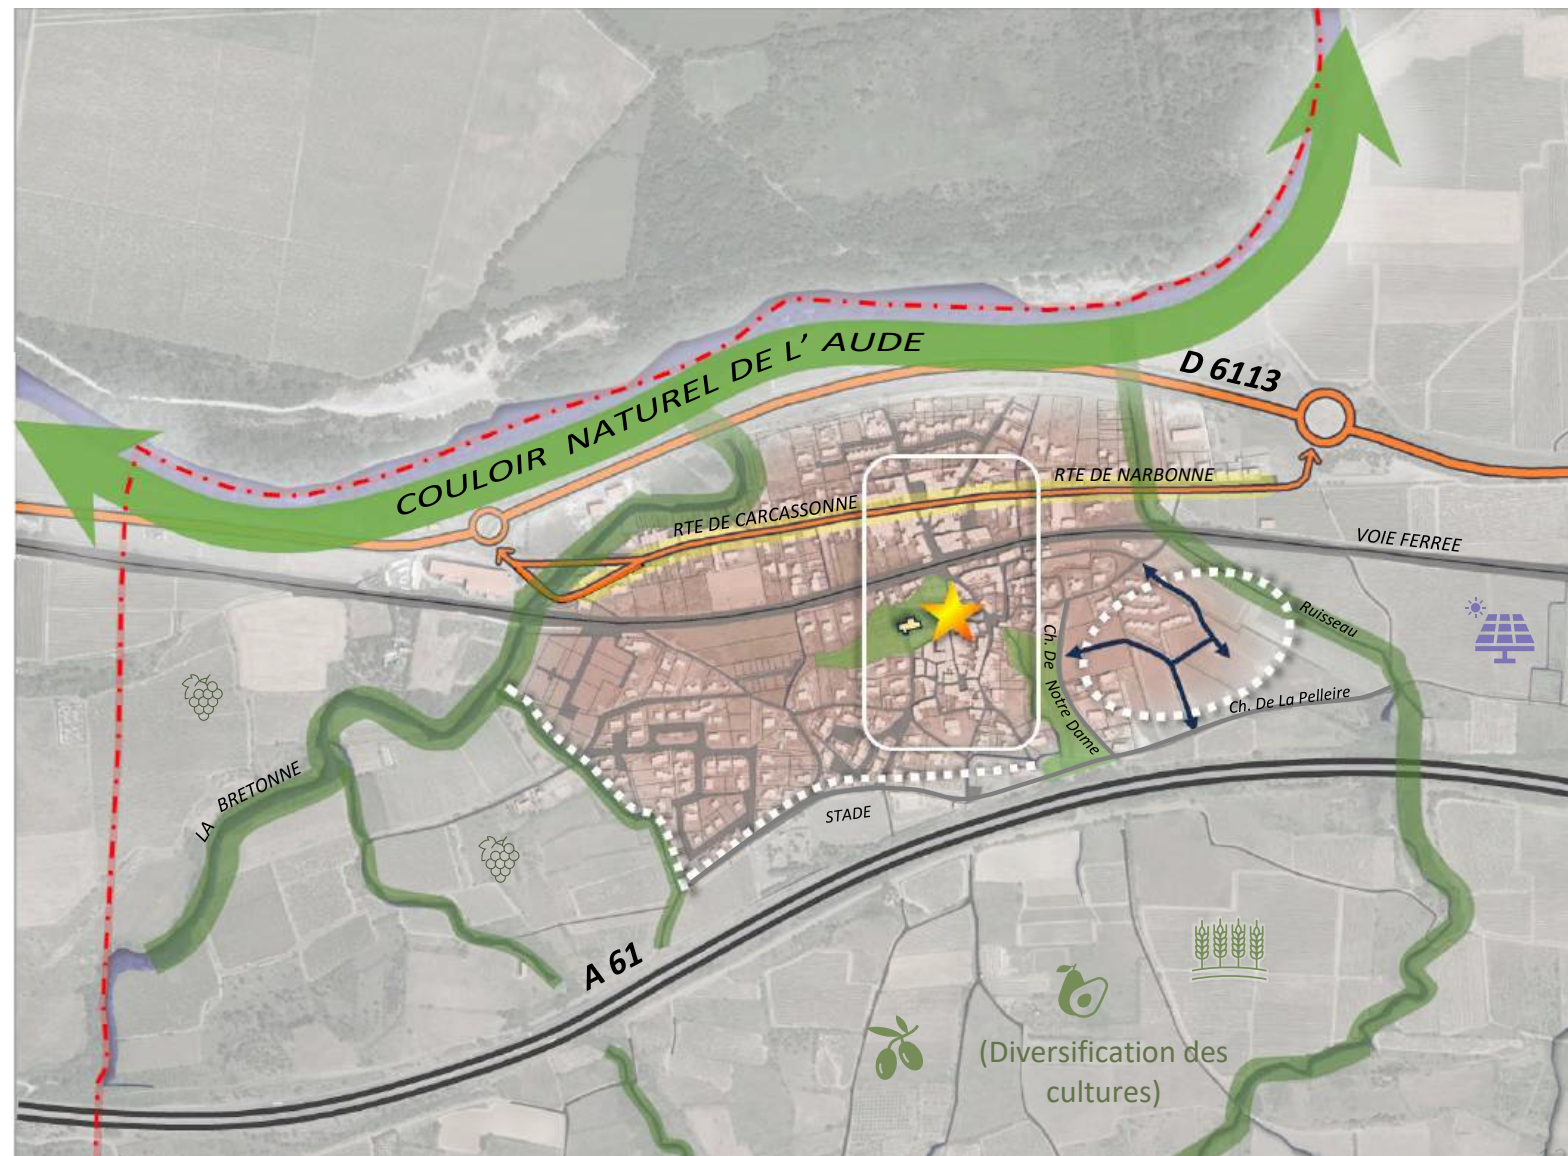 COULOIR NATUREL DE L' AUDE
D 6113
RTE DE NARBONNE
RTE DE CARCASSONNE
VOIE FERREE
Ruisseau
Ch. De Notre Dame
Ch. De La Pelleire
LA BRETONNE
STADE
A 61
(Diversification des
cultures)